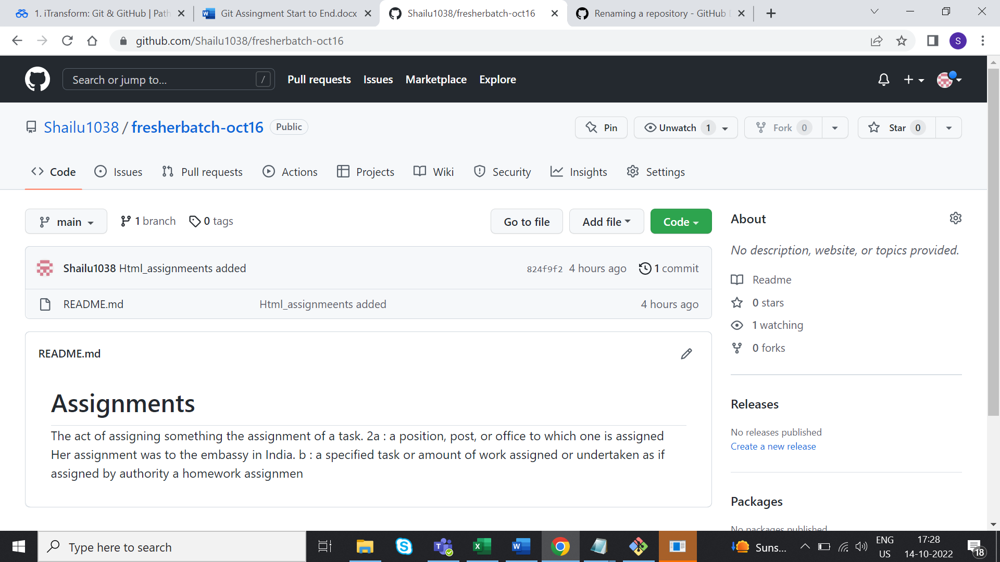 1. iTransform: Git & GitHub | Path
Git Assingment Start to End.docx
Shailu1038/fresherbatch-oct16
Renaming a repository - GitHub D
github.com/Shailu1038/fresherbatch-oct16
S
Search or jump to...
/
Pull requests
Issues
Marketplace
Explore
Shailu1038 / fresherbatch-oct16
Public
Pin
Unwatch 1
Fork 0
Star 0
Code
Issues
Pull requests
Actions
Projects
Wiki
Security
Insights
Settings
main
1 branch
0 tags
Go to file
Add file
Code
Shailu1038 Html_assignmeents added
824f9f2 4 hours ago
1 commit
README.md
Html_assignmeents added
4 hours ago
README.md
Assignments
The act of assigning something the assignment of a task. 2a : a position, post, or office to which one is assigned
Her assignment was to the embassy in India. b : a specified task or amount of work assigned or undertaken as if
assigned by authority a homework assignmen
About
No description, website, or topics provided.
Readme
0 stars
1 watching
0 forks
Releases
No releases published
Create a new release
Packages
No packages published
Type here to search
Suns...
ENG
US
17:28
14-10-2022
18